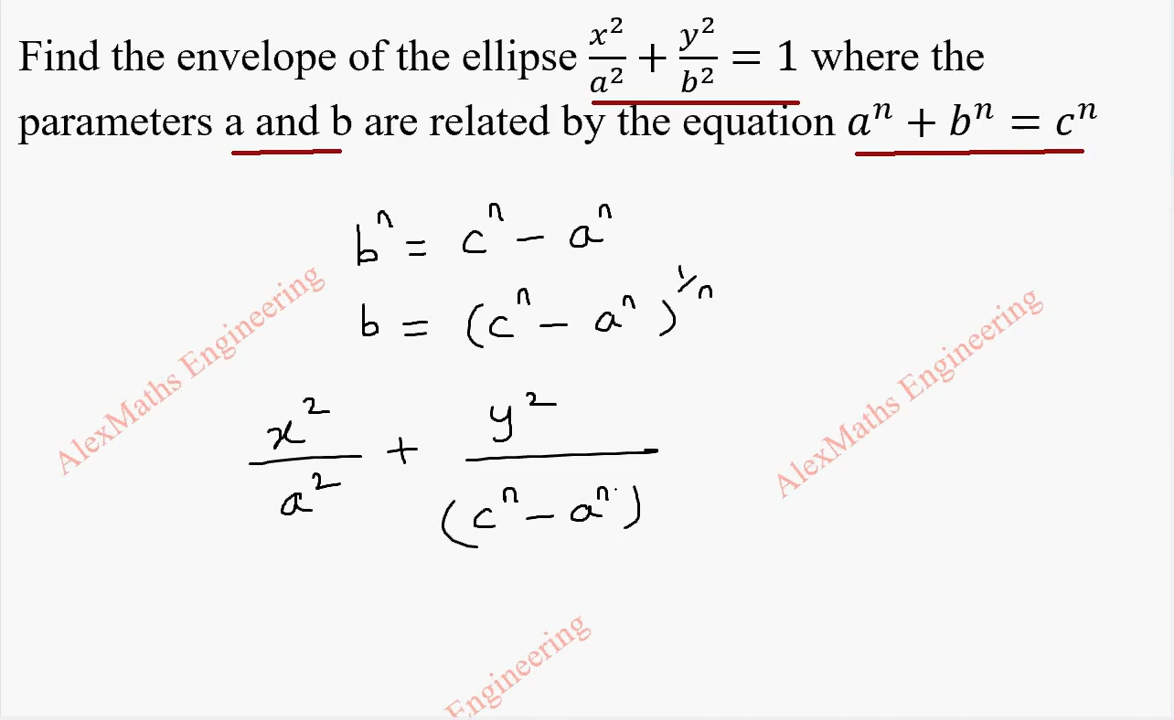 Find the envelope of the ellipse x²/a² + y²/b² = 1 where the
parameters a and b are related by the equation aⁿ + bⁿ = cⁿ
bⁿ = cⁿ − aⁿ
b = (cⁿ − aⁿ)^1/n
x²/a² + y²/(cⁿ − aⁿ)
AlexMaths Engineering
AlexMaths Engineering
Engineering